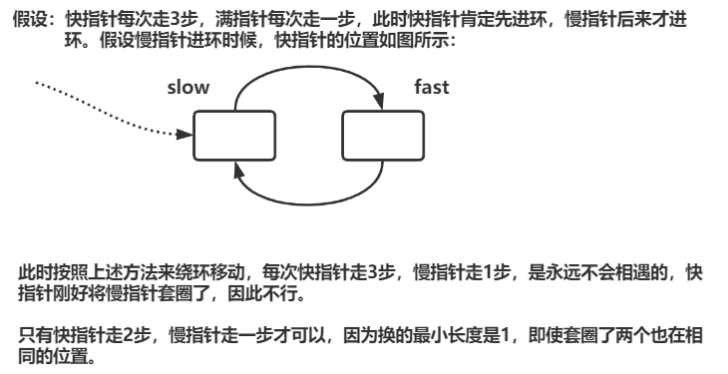 假设：快指针每次走3步，满指针每次走一步，此时快指针肯定先进环，慢指针后来才进
环。假设慢指针进环时候，快指针的位置如图所示：
slow
fast
此时按照上述方法来绕环移动，每次快指针走3步，慢指针走1步，是永远不会相遇的，快
指针刚好将慢指针套圈了，因此不行。
只有快指针走2步，慢指针走一步才可以，因为换的最小长度是1，即使套圈了两个也在相
同的位置。